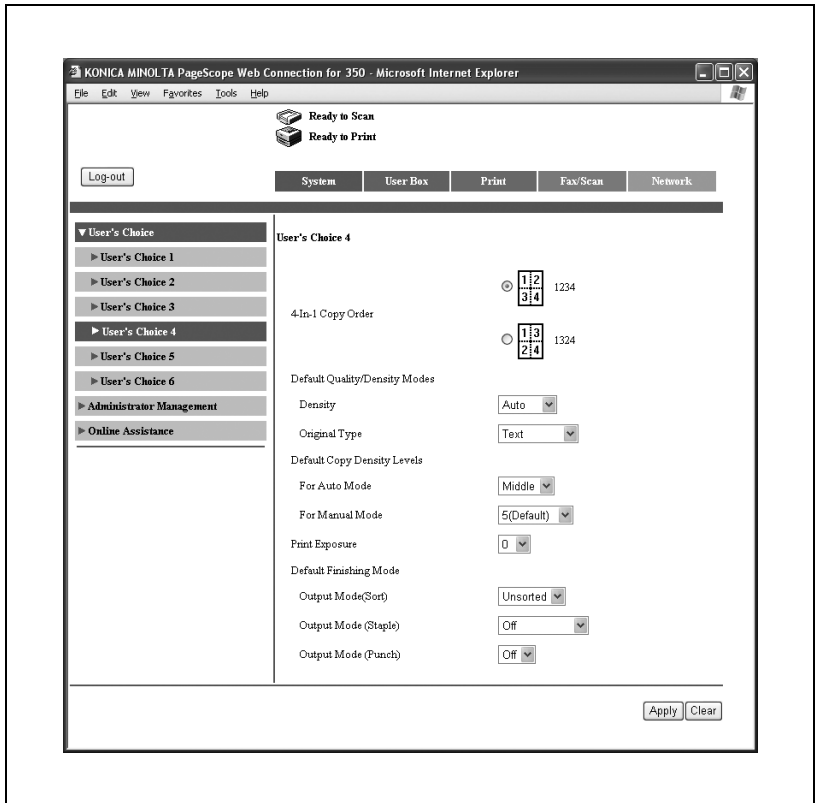 KONICA MINOLTA PageScope Web Connection for 350 - Microsoft Internet Explorer
File Edit View Favorites Tools Help
Ready to Scan
Ready to Print
Log-out
System User Box Print Fax/Scan Network
User's Choice
User's Choice 1
User's Choice 2
User's Choice 3
User's Choice 4
User's Choice 5
User's Choice 6
Administrator Management
Online Assistance
User's Choice 4
4-In-1 Copy Order
1 2
3 4
1234
1 3
2 4
1324
Default Quality/Density Modes
Density Auto
Original Type Text
Default Copy Density Levels
For Auto Mode Middle
For Manual Mode 5(Default)
Print Exposure 0
Default Finishing Mode
Output Mode(Sort) Unsorted
Output Mode (Staple) Off
Output Mode (Punch) Off
Apply Clear